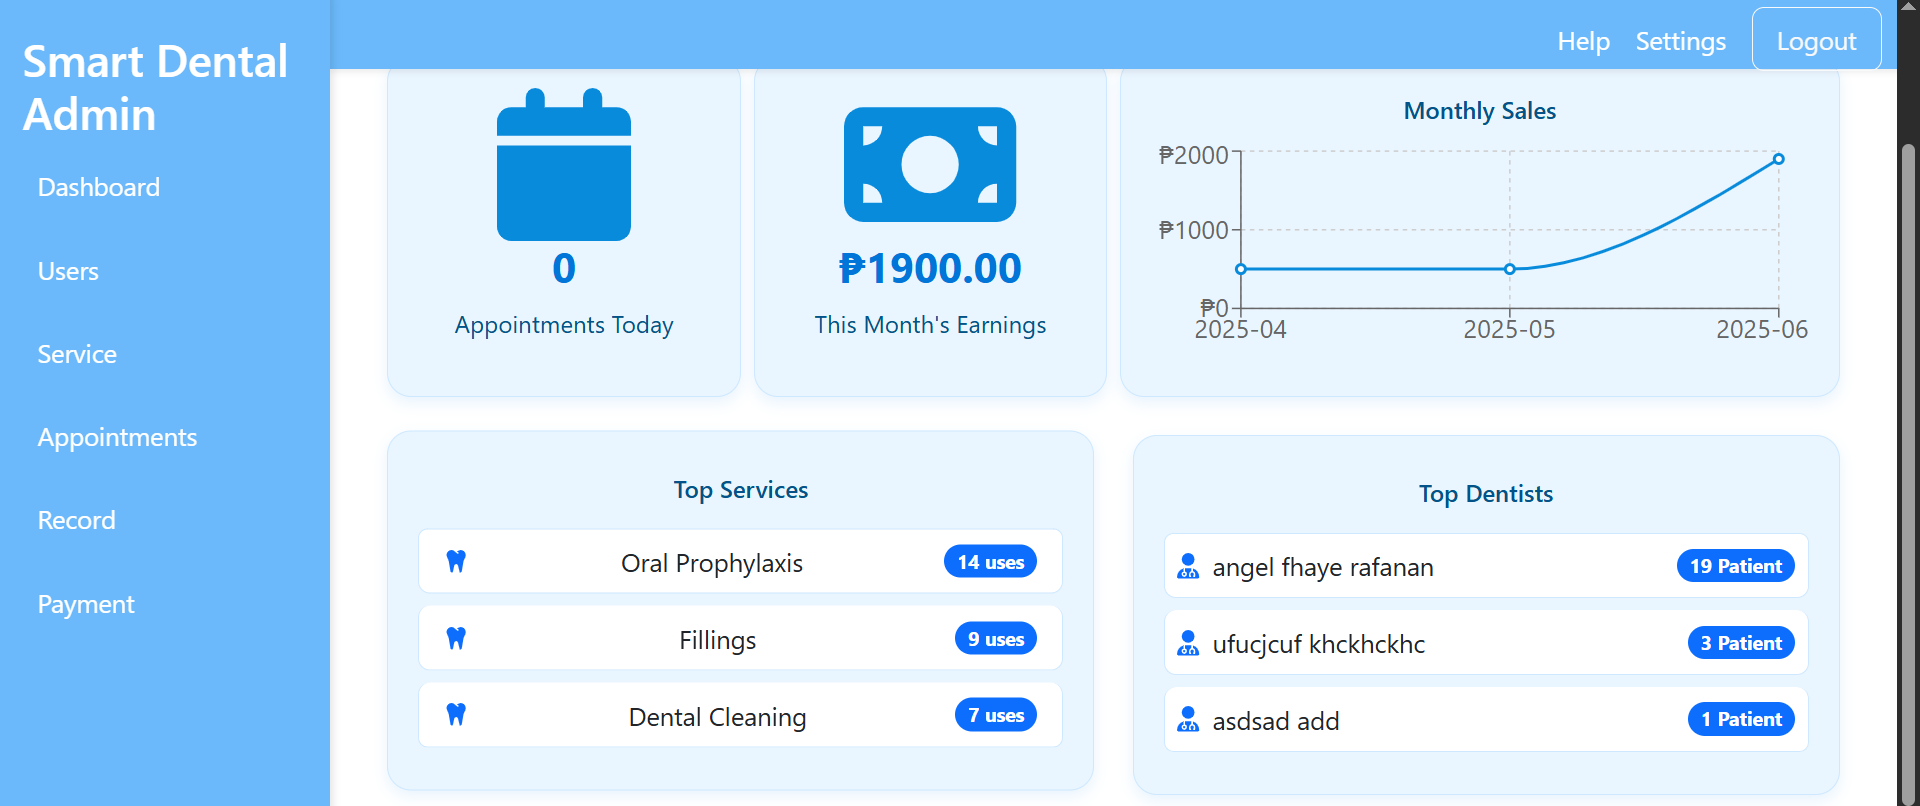 Smart Dental
Admin
Dashboard
Users
Service
Appointments
Record
Payment
Help
Settings
Logout
0
Appointments Today
₱1900.00
This Month's Earnings
Monthly Sales
₱2000
₱1000
₱0
2025-04
2025-05
2025-06
Top Services
Oral Prophylaxis
14 uses
Fillings
9 uses
Dental Cleaning
7 uses
Top Dentists
angel fhaye rafanan
19 Patient
ufucjcuf khckhckhc
3 Patient
asdsad add
1 Patient